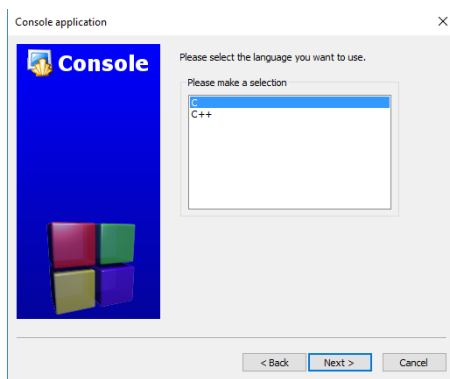 Console application
Console
Please select the language you want to use.
Please make a selection
C
C++
< Back
Next >
Cancel